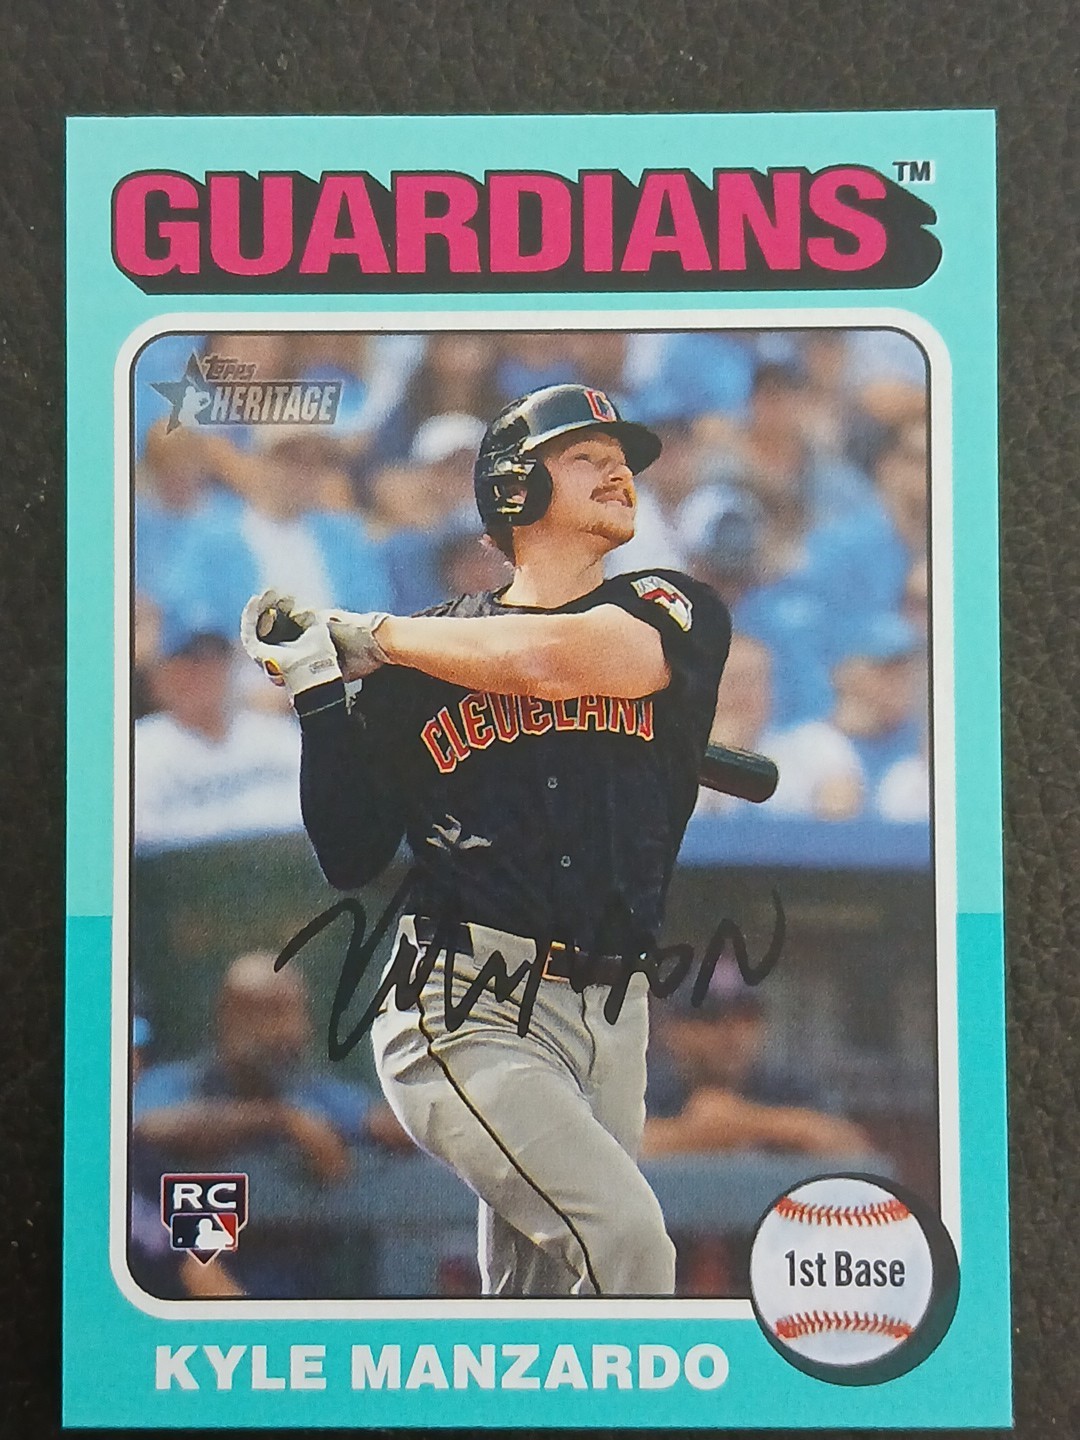 GUARDIANS™
Topps
HERITAGE
C
CLEVELAND
RC
1st Base
KYLE MANZARDO